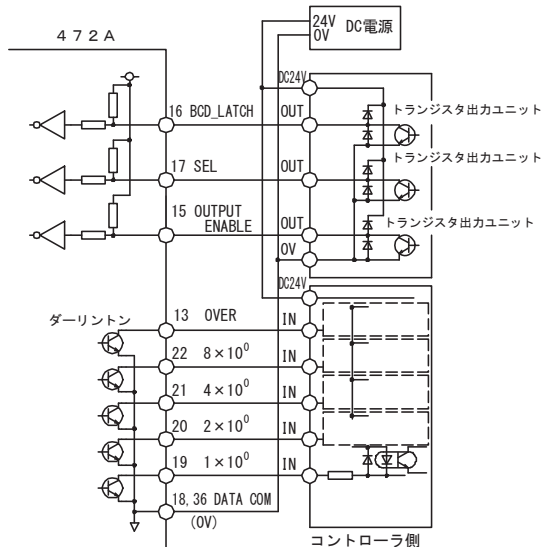 24V
0V
DC電源
472A
DC24V
16 BCD_LATCH
OUT
トランジスタ出力ユニット
17 SEL
OUT
トランジスタ出力ユニット
15 OUTPUT
ENABLE
OUT
トランジスタ出力ユニット
0V
DC24V
ダーリントン
13 OVER
IN
22 8×10⁰
IN
21 4×10⁰
IN
20 2×10⁰
IN
19 1×10⁰
IN
18,36 DATA COM
(0V)
コントローラ側